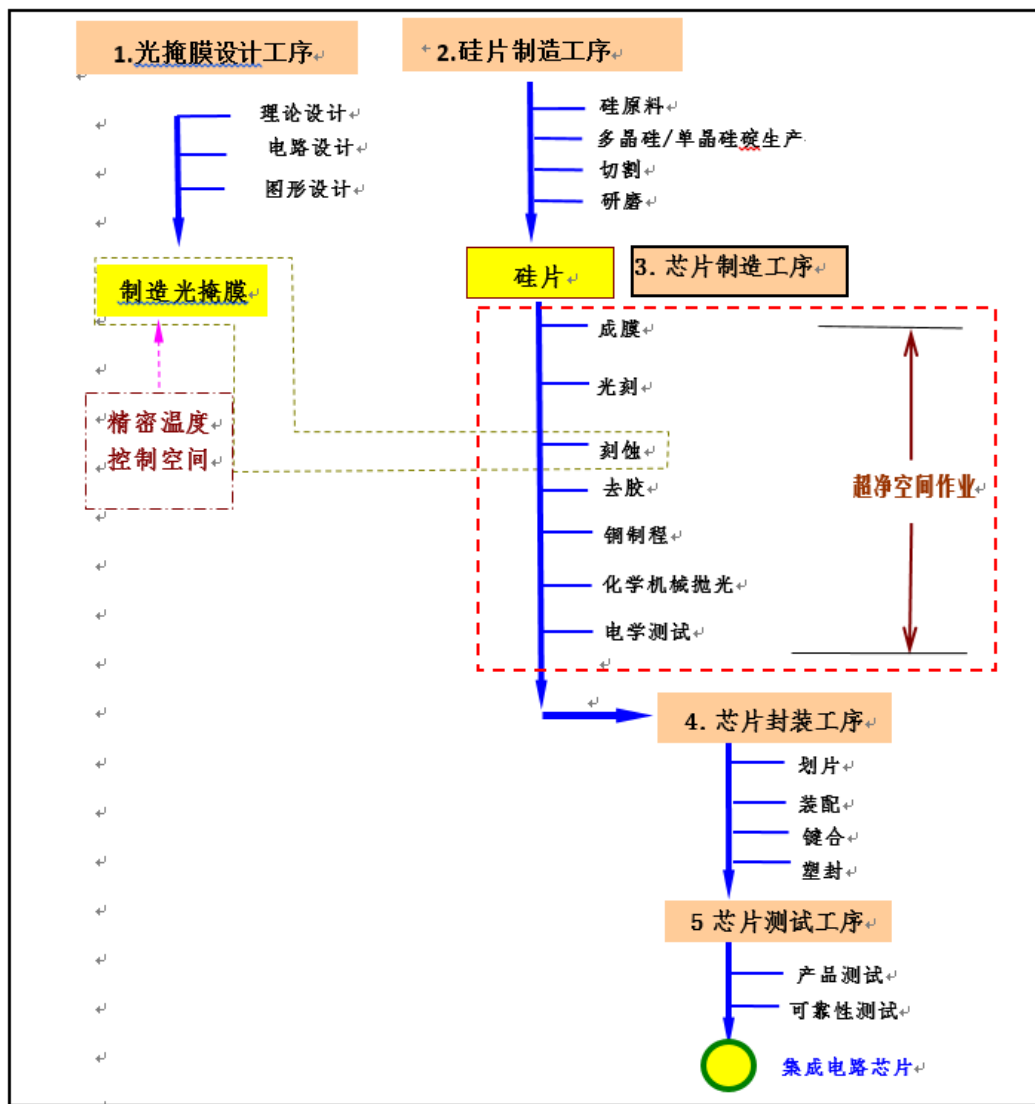 1.光掩膜设计工序
2.硅片制造工序
理论设计
电路设计
图形设计
硅原料
多晶硅/单晶硅碇生产
切割
研磨
制造光掩膜
硅片
3. 芯片制造工序
精密温度
控制空间
成膜
光刻
刻蚀
去胶
铜制程
化学机械抛光
电学测试
超净空间作业
4. 芯片封装工序
划片
装配
键合
塑封
5 芯片测试工序
产品测试
可靠性测试
集成电路芯片